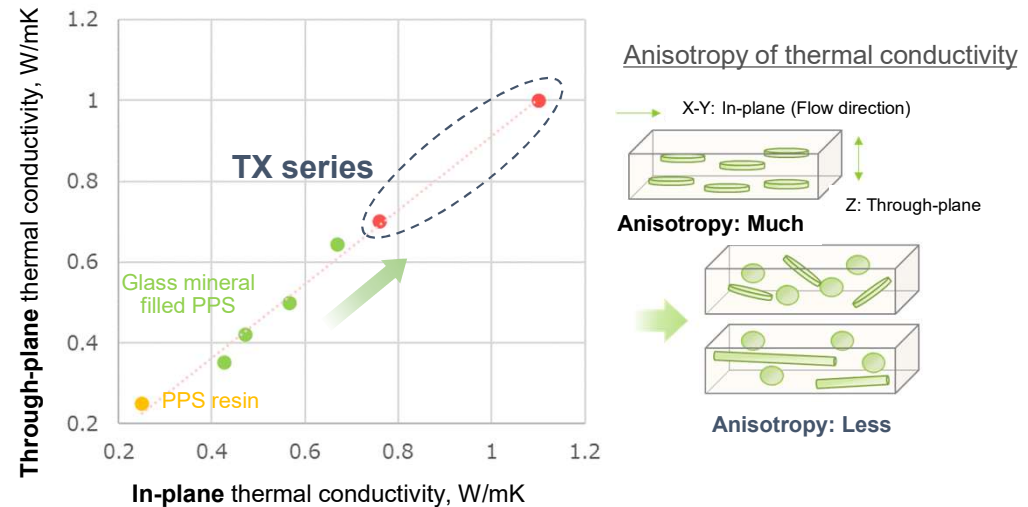 Through-plane thermal conductivity, W/mK
1.2
1
0.8
0.6
0.4
0.2
0.2
0.4
0.6
0.8
1
1.2
In-plane thermal conductivity, W/mK
TX series
Glass mineral
filled PPS
PPS resin
Anisotropy of thermal conductivity
X-Y: In-plane (Flow direction)
Z: Through-plane
Anisotropy: Much
Anisotropy: Less